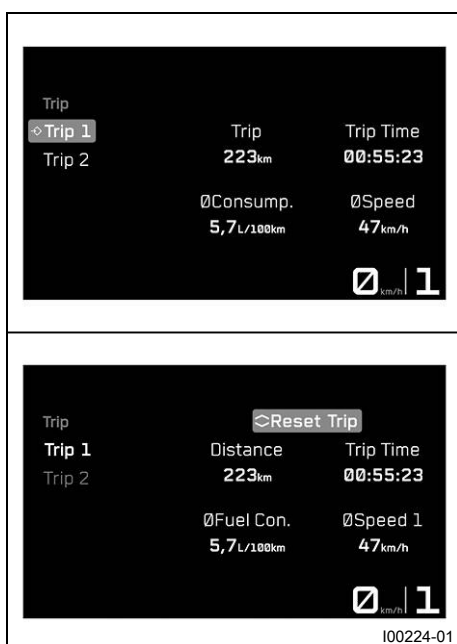 Trip
Trip 1 Trip Trip Time
Trip 2 223km 00:55:23
ØConsump. ØSpeed
5,7L/100km 47km/h
0 km/h 1
Reset Trip
Trip
Trip 1 Distance Trip Time
Trip 2 223km 00:55:23
ØFuel Con. ØSpeed 1
5,7L/100km 47km/h
0 km/h 1
I00224-01